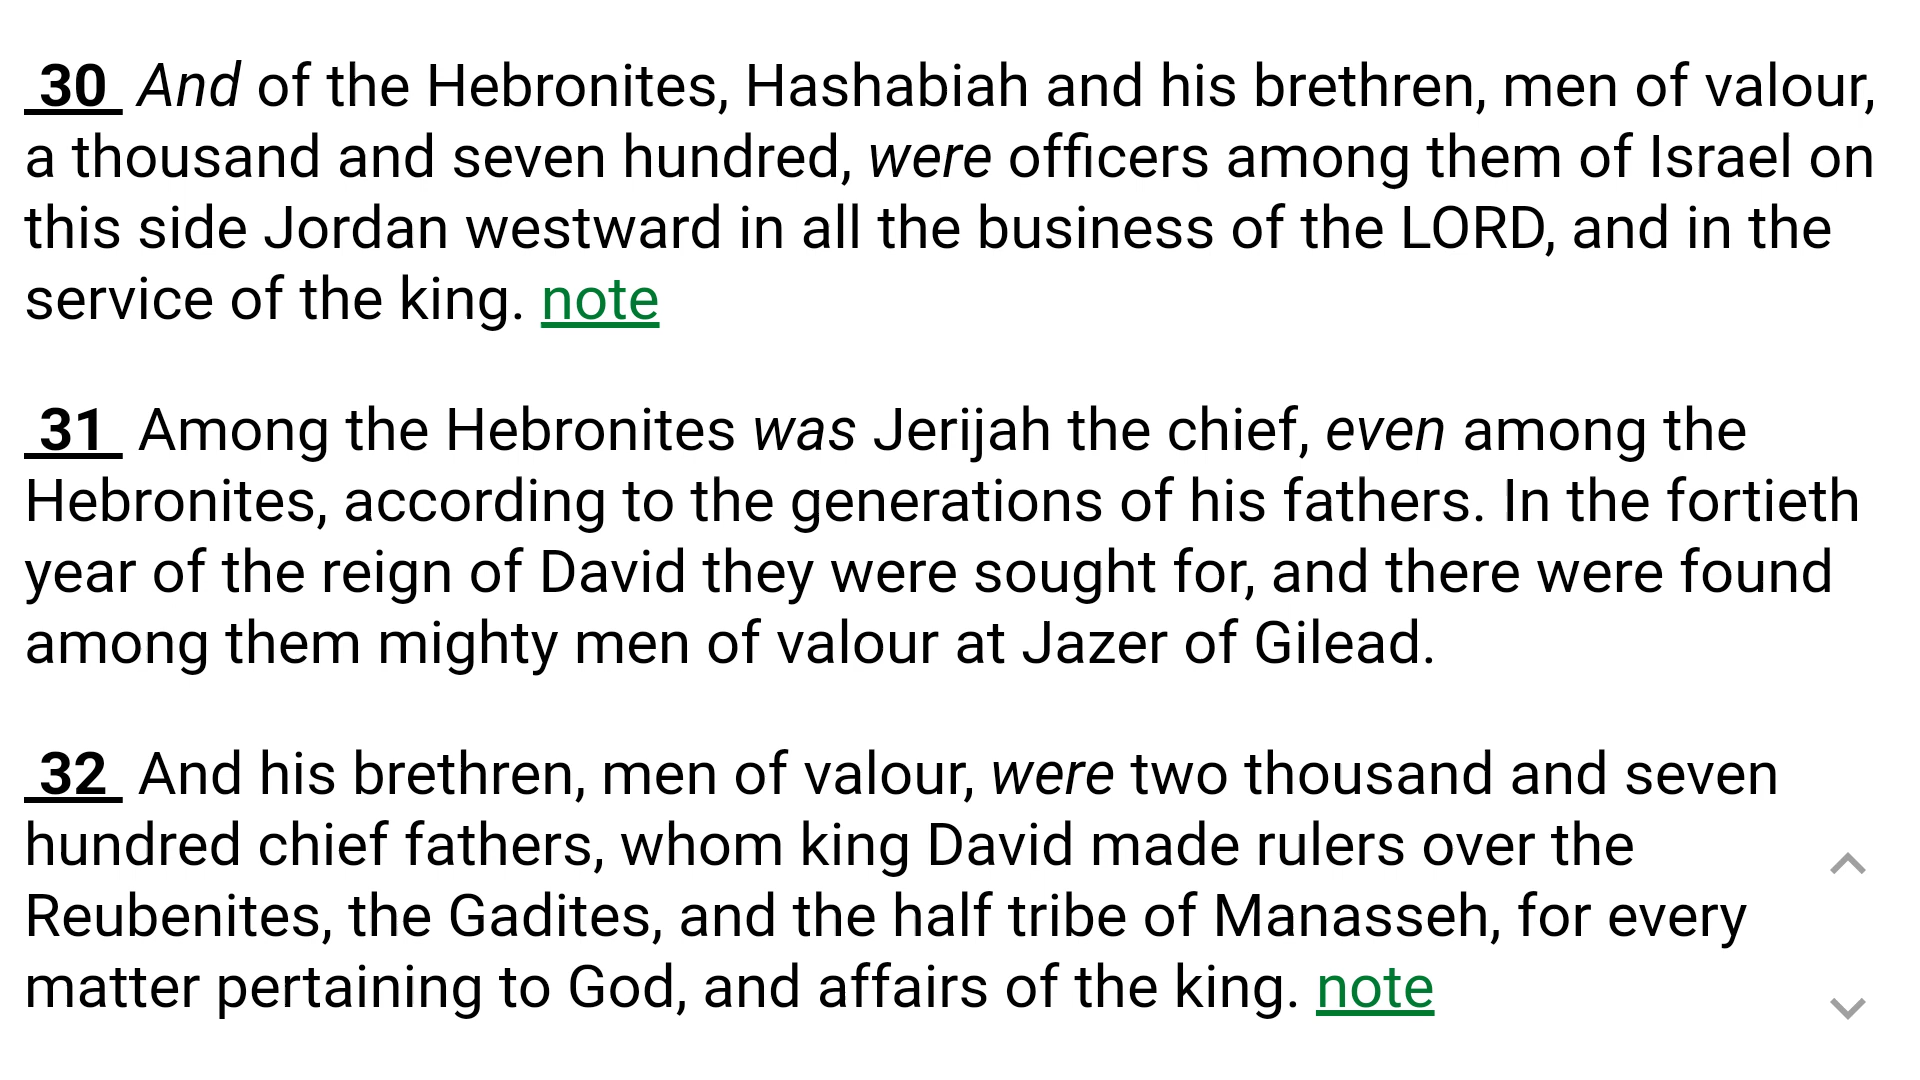 30 And of the Hebronites, Hashabiah and his brethren, men of valour,
a thousand and seven hundred, were officers among them of Israel on
this side Jordan westward in all the business of the LORD, and in the
service of the king. note
31 Among the Hebronites was Jerijah the chief, even among the
Hebronites, according to the generations of his fathers. In the fortieth
year of the reign of David they were sought for, and there were found
among them mighty men of valour at Jazer of Gilead.
32 And his brethren, men of valour, were two thousand and seven
hundred chief fathers, whom king David made rulers over the
Reubenites, the Gadites, and the half tribe of Manasseh, for every
matter pertaining to God, and affairs of the king. note